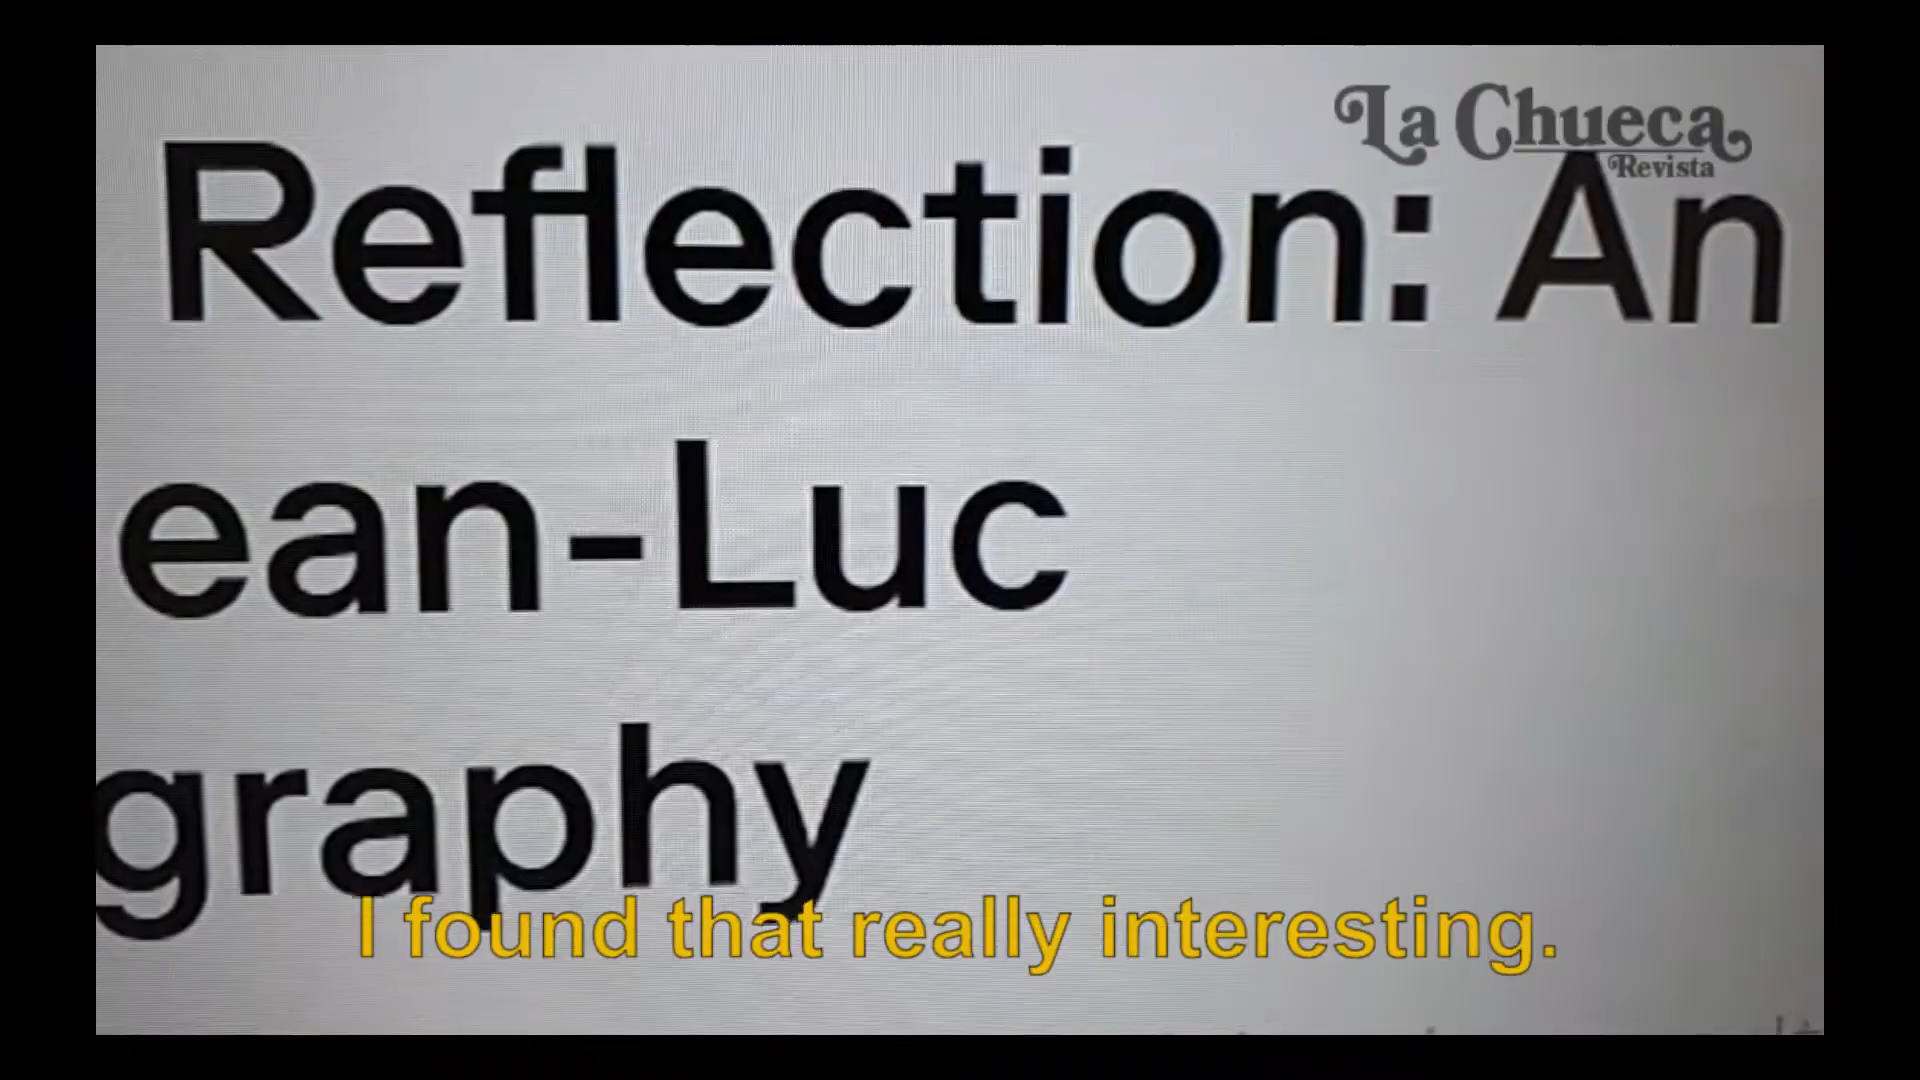 La Chueca
Revista
Reflection: An
ean-Luc
graphy
I found that really interesting.